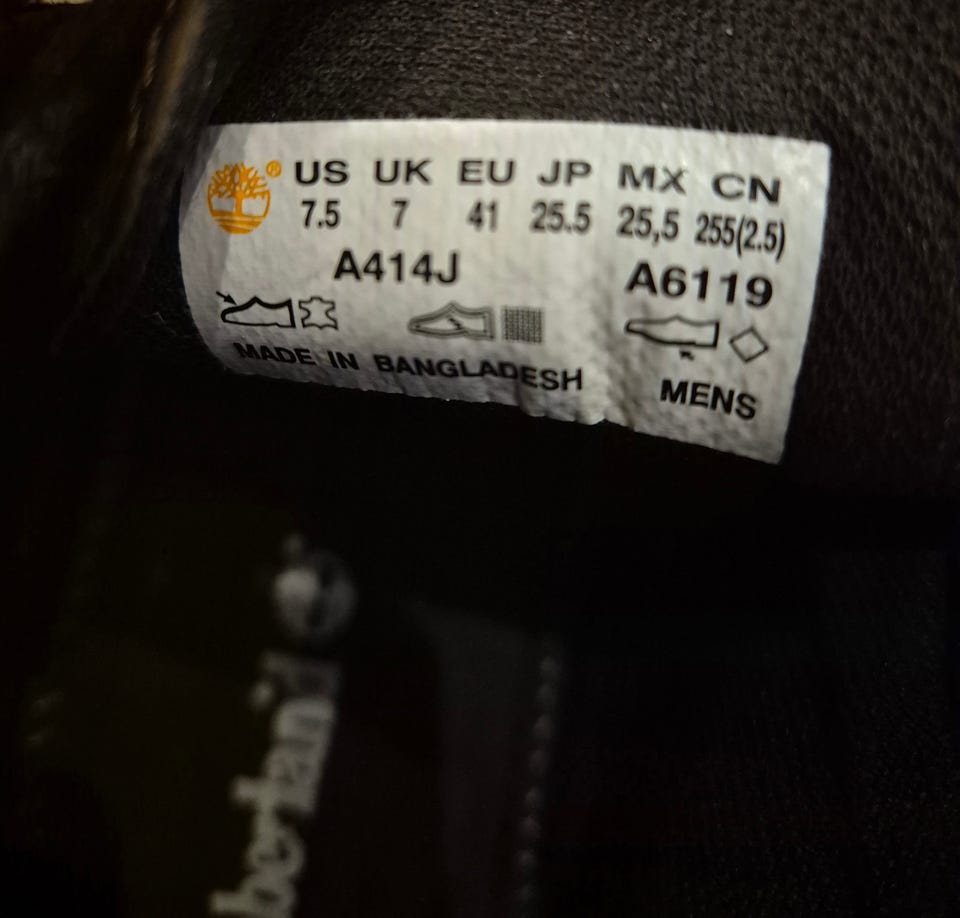 ® US UK EU JP MX CN
7.5 7 41 25.5 25,5 255(2.5)
A414J A6119
MADE IN BANGLADESH MENS
berland